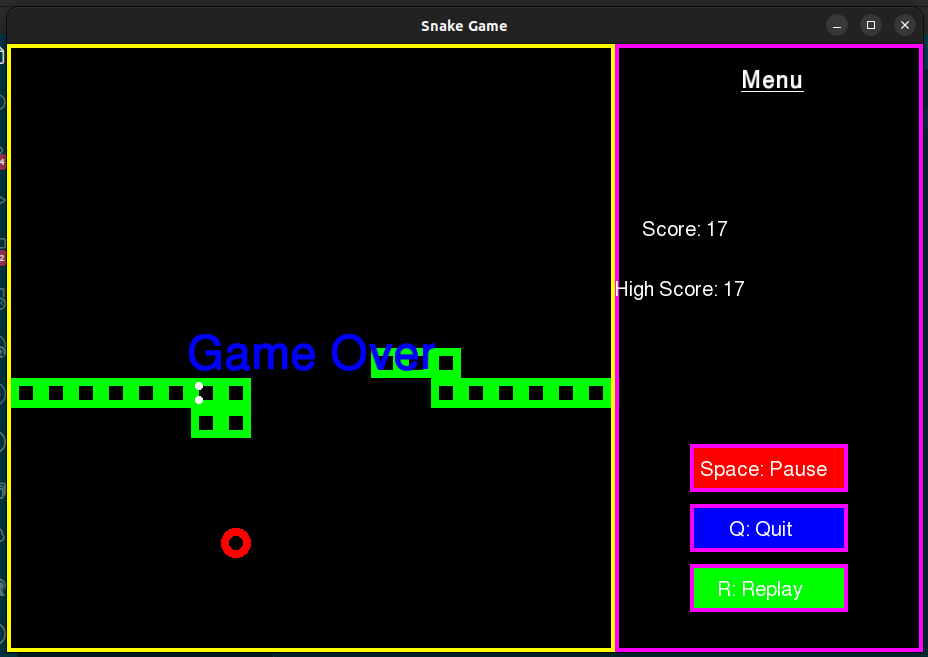 Snake Game
Menu
Score: 17
High Score: 17
Game Over
Space: Pause
Q: Quit
R: Replay